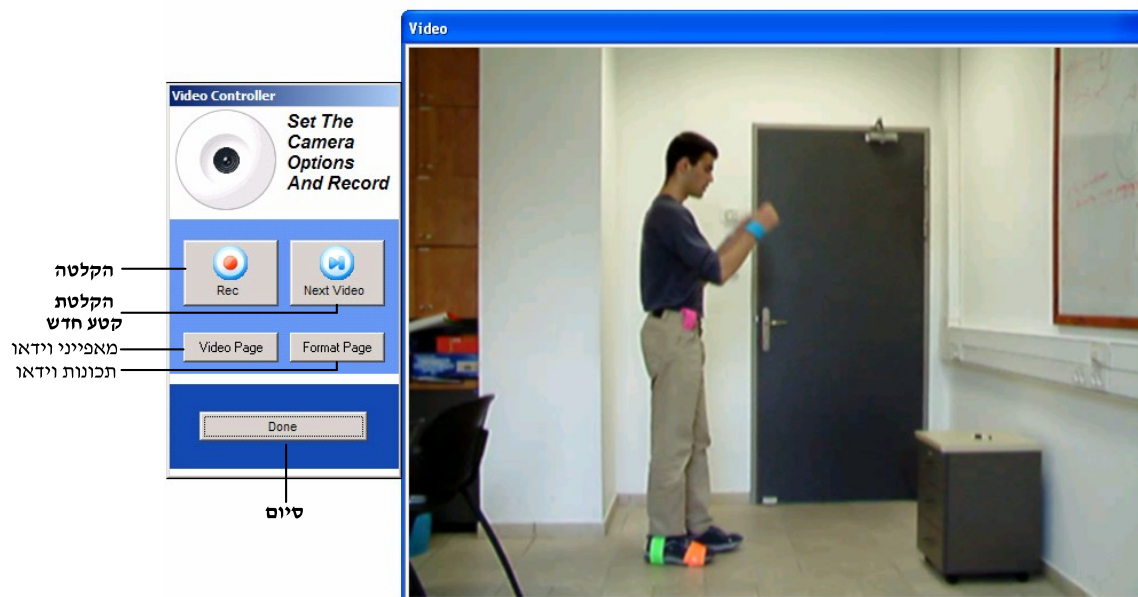 Video
Video Controller
Set The
Camera
Options
And Record
הקלטה
Rec
Next Video
הקלטת
קטע חדש
מאפייני וידאו
Video Page
Format Page
תכונות וידאו
Done
סיום